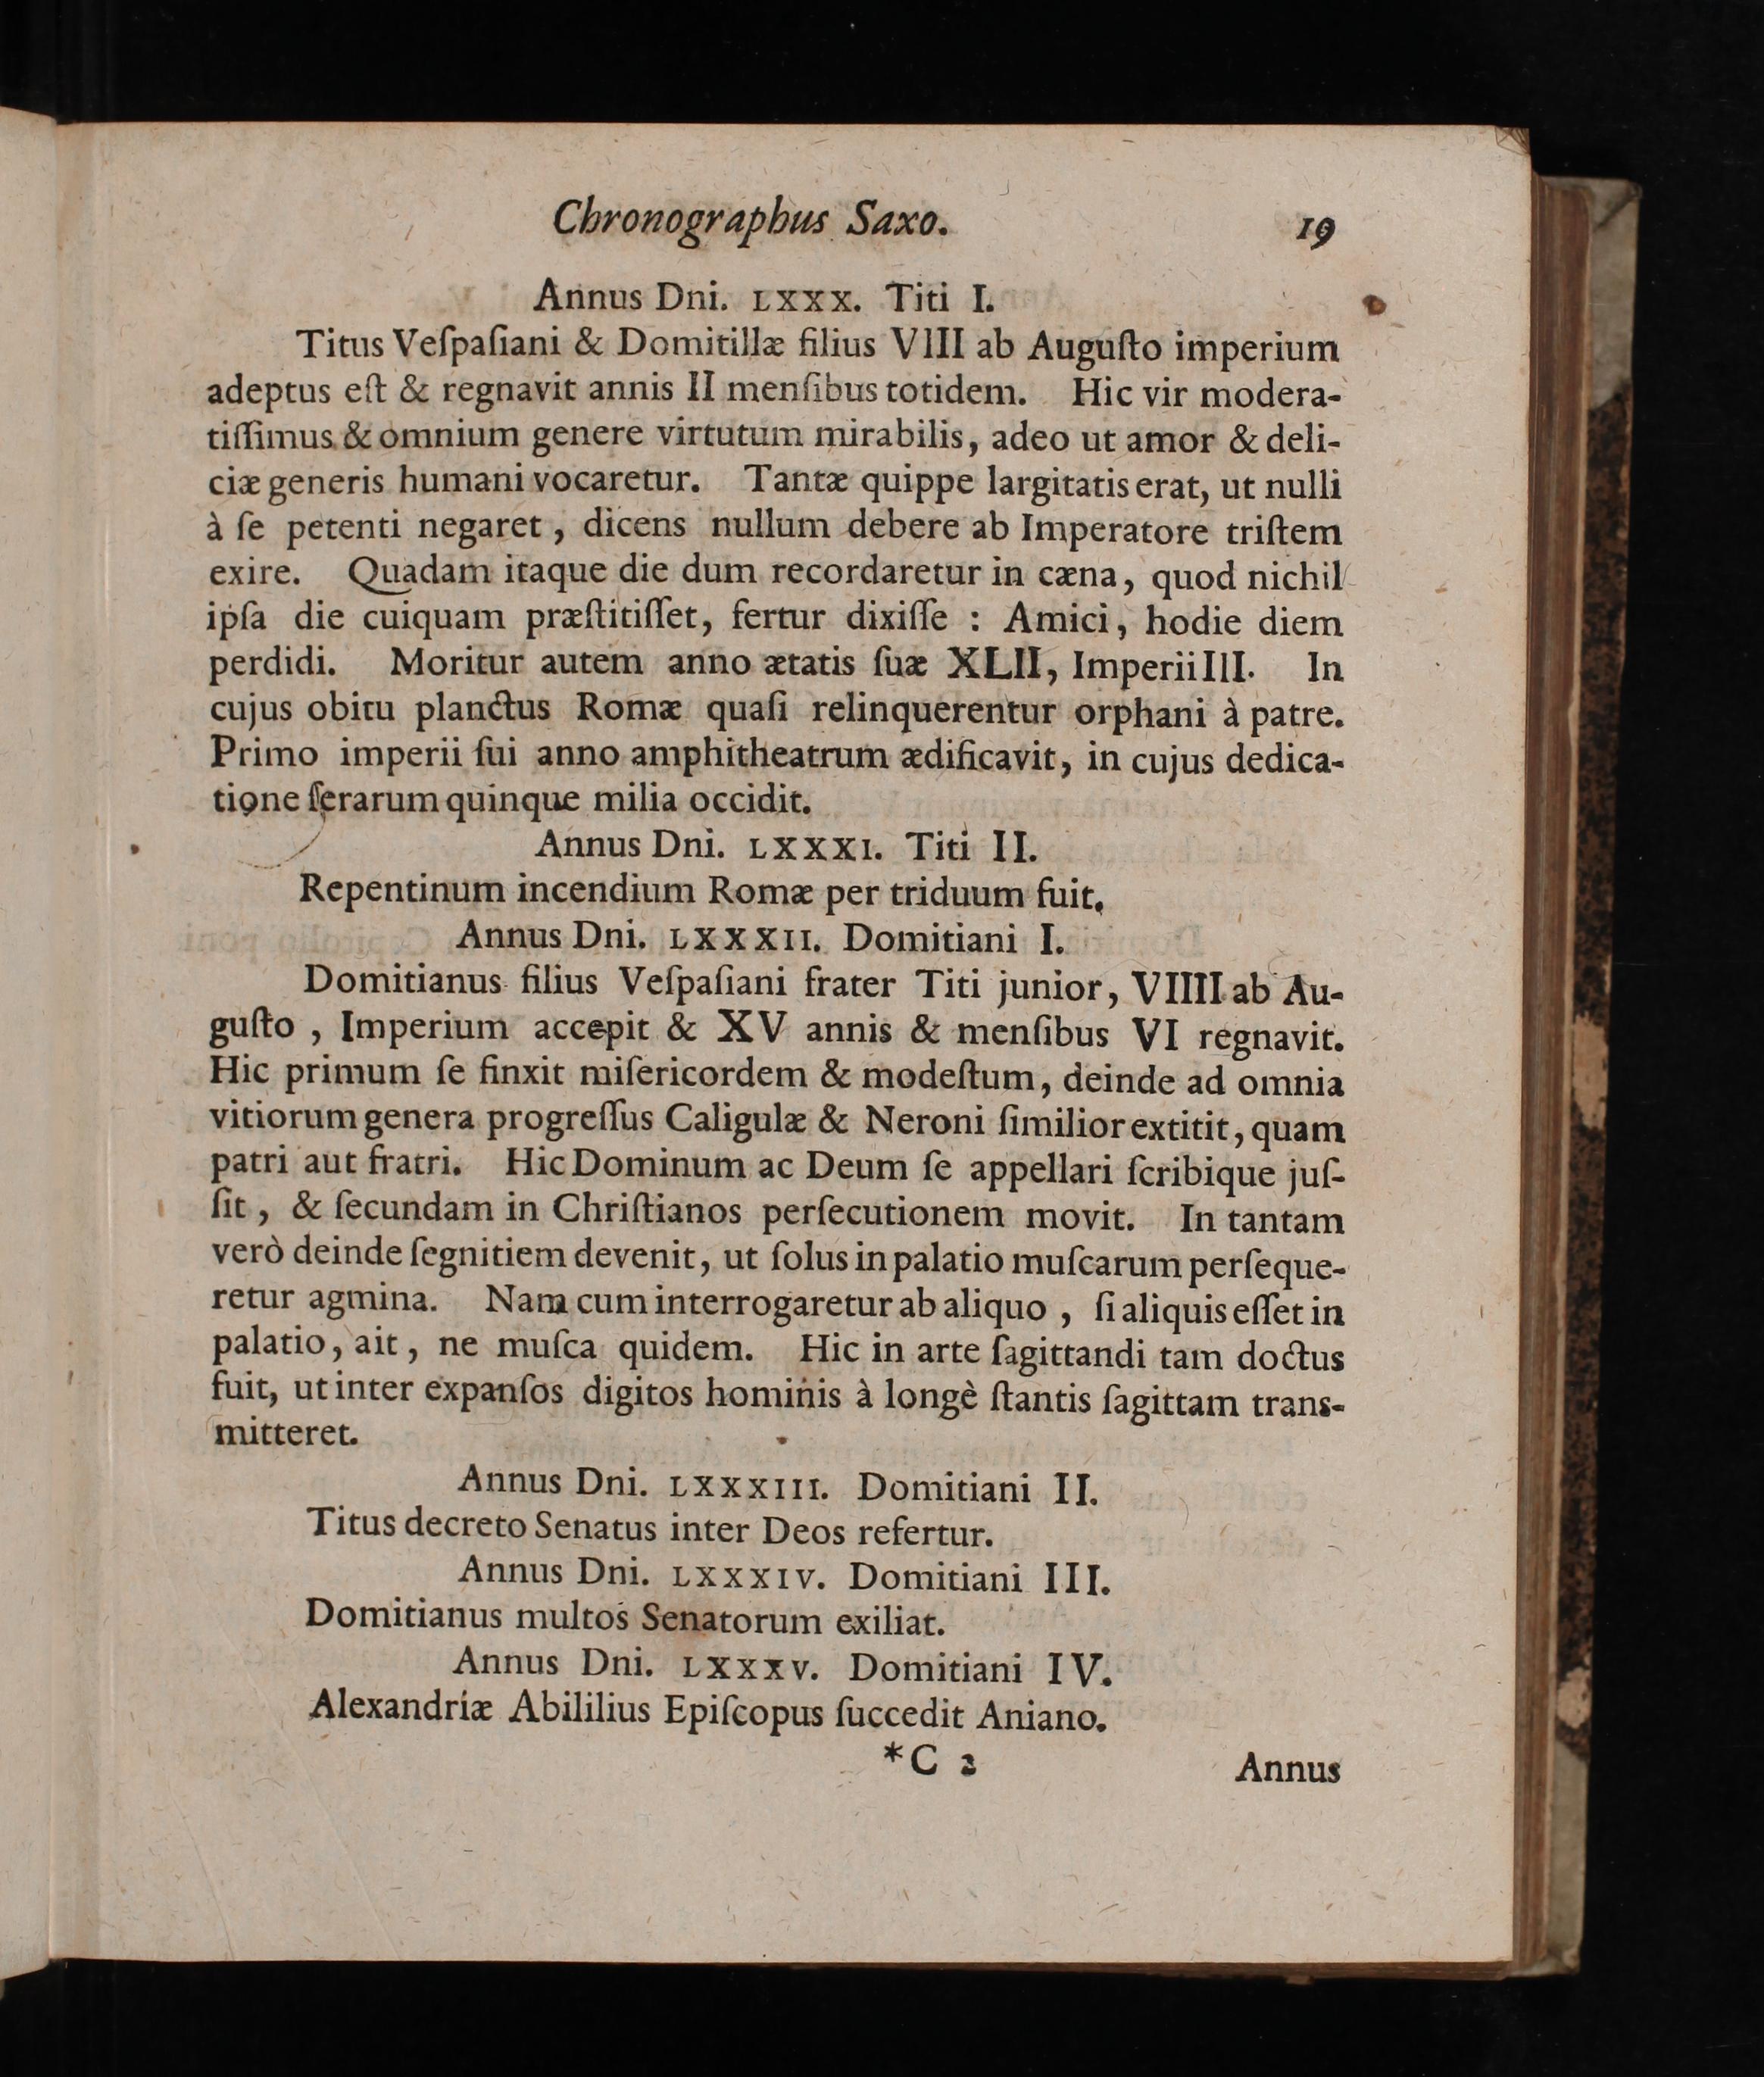 Chronographus Saxo. 19
Annus Dni. LXXX. Titi I.
Titus Veſpaſiani & Domitillæ filius VIII ab Auguſto imperium
adeptus eſt & regnavit annis II menſibus totidem. Hic vir modera-
tiſſimus & omnium genere virtutum mirabilis, adeo ut amor & deli-
ciæ generis humani vocaretur. Tantæ quippe largitatis erat, ut nulli
à ſe petenti negaret, dicens nullum debere ab Imperatore triſtem
exire. Quadam itaque die dum recordaretur in cæna, quod nichil
ipſa die cuiquam præſtitiſſet, fertur dixiſſe : Amici, hodie diem
perdidi. Moritur autem anno ætatis ſuæ XLII, Imperii III. In
cujus obitu planctus Romæ quaſi relinquerentur orphani à patre.
Primo imperii ſui anno amphitheatrum ædificavit, in cujus dedica-
tione ferarum quinque milia occidit.
Annus Dni. LXXXI. Titi II.
Repentinum incendium Romæ per triduum fuit,
Annus Dni. LXXXII. Domitiani I.
Domitianus filius Veſpaſiani frater Titi junior, VIIII ab Au-
guſto, Imperium accepit & XV annis & menſibus VI regnavit.
Hic primum ſe finxit miſericordem & modeſtum, deinde ad omnia
vitiorum genera progreſſus Caligulæ & Neroni ſimilior extitit, quam
patri aut fratri. Hic Dominum ac Deum ſe appellari ſcribique juſ-
ſit, & ſecundam in Chriſtianos perſecutionem movit. In tantam
verò deinde ſegnitiem devenit, ut ſolus in palatio muſcarum perſeque-
retur agmina. Nam cum interrogaretur ab aliquo, ſi aliquis eſſet in
palatio, ait, ne muſca quidem. Hic in arte ſagittandi tam doctus
fuit, ut inter expanſos digitos hominis à longè ſtantis ſagittam trans-
mitteret.
Annus Dni. LXXXIII. Domitiani II.
Titus decreto Senatus inter Deos refertur.
Annus Dni. LXXXIV. Domitiani III.
Domitianus multos Senatorum exiliat.
Annus Dni. LXXXV. Domitiani IV.
Alexandriæ Abililius Epiſcopus ſuccedit Aniano.
*C 2 Annus